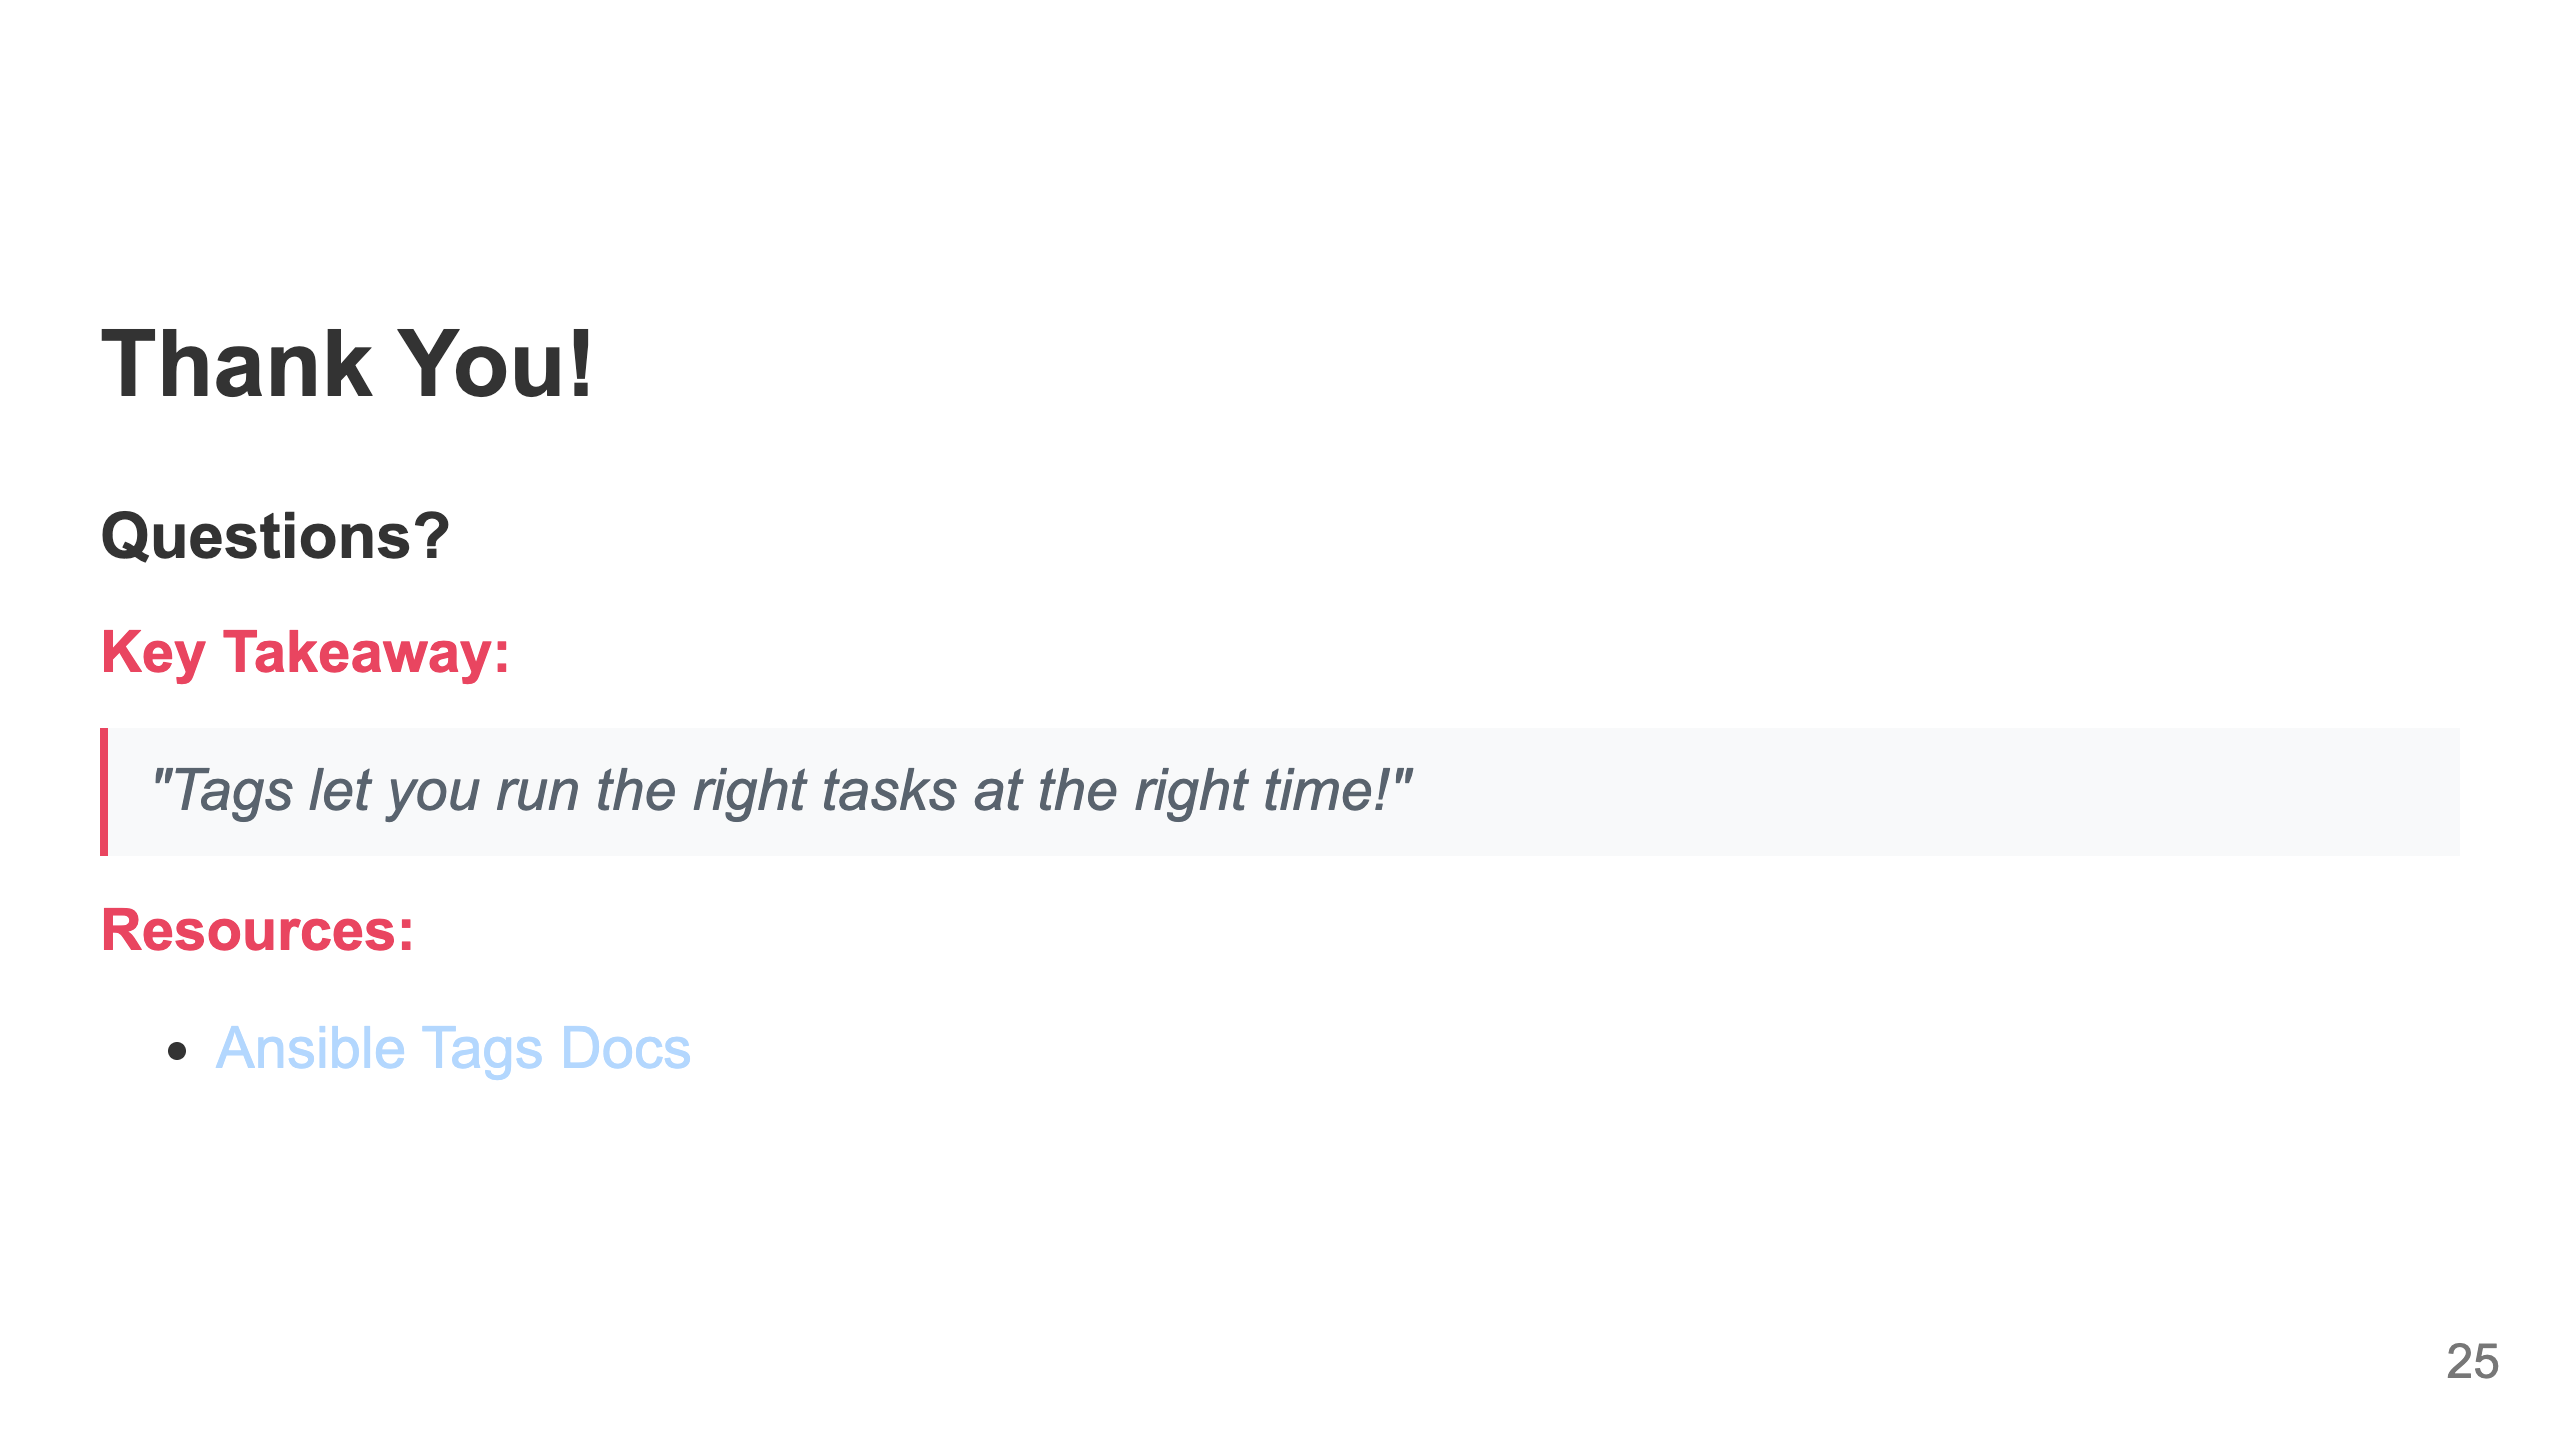 Thank You!
Questions?
Key Takeaway:
"Tags let you run the right tasks at the right time!"
Resources:
• Ansible Tags Docs
25